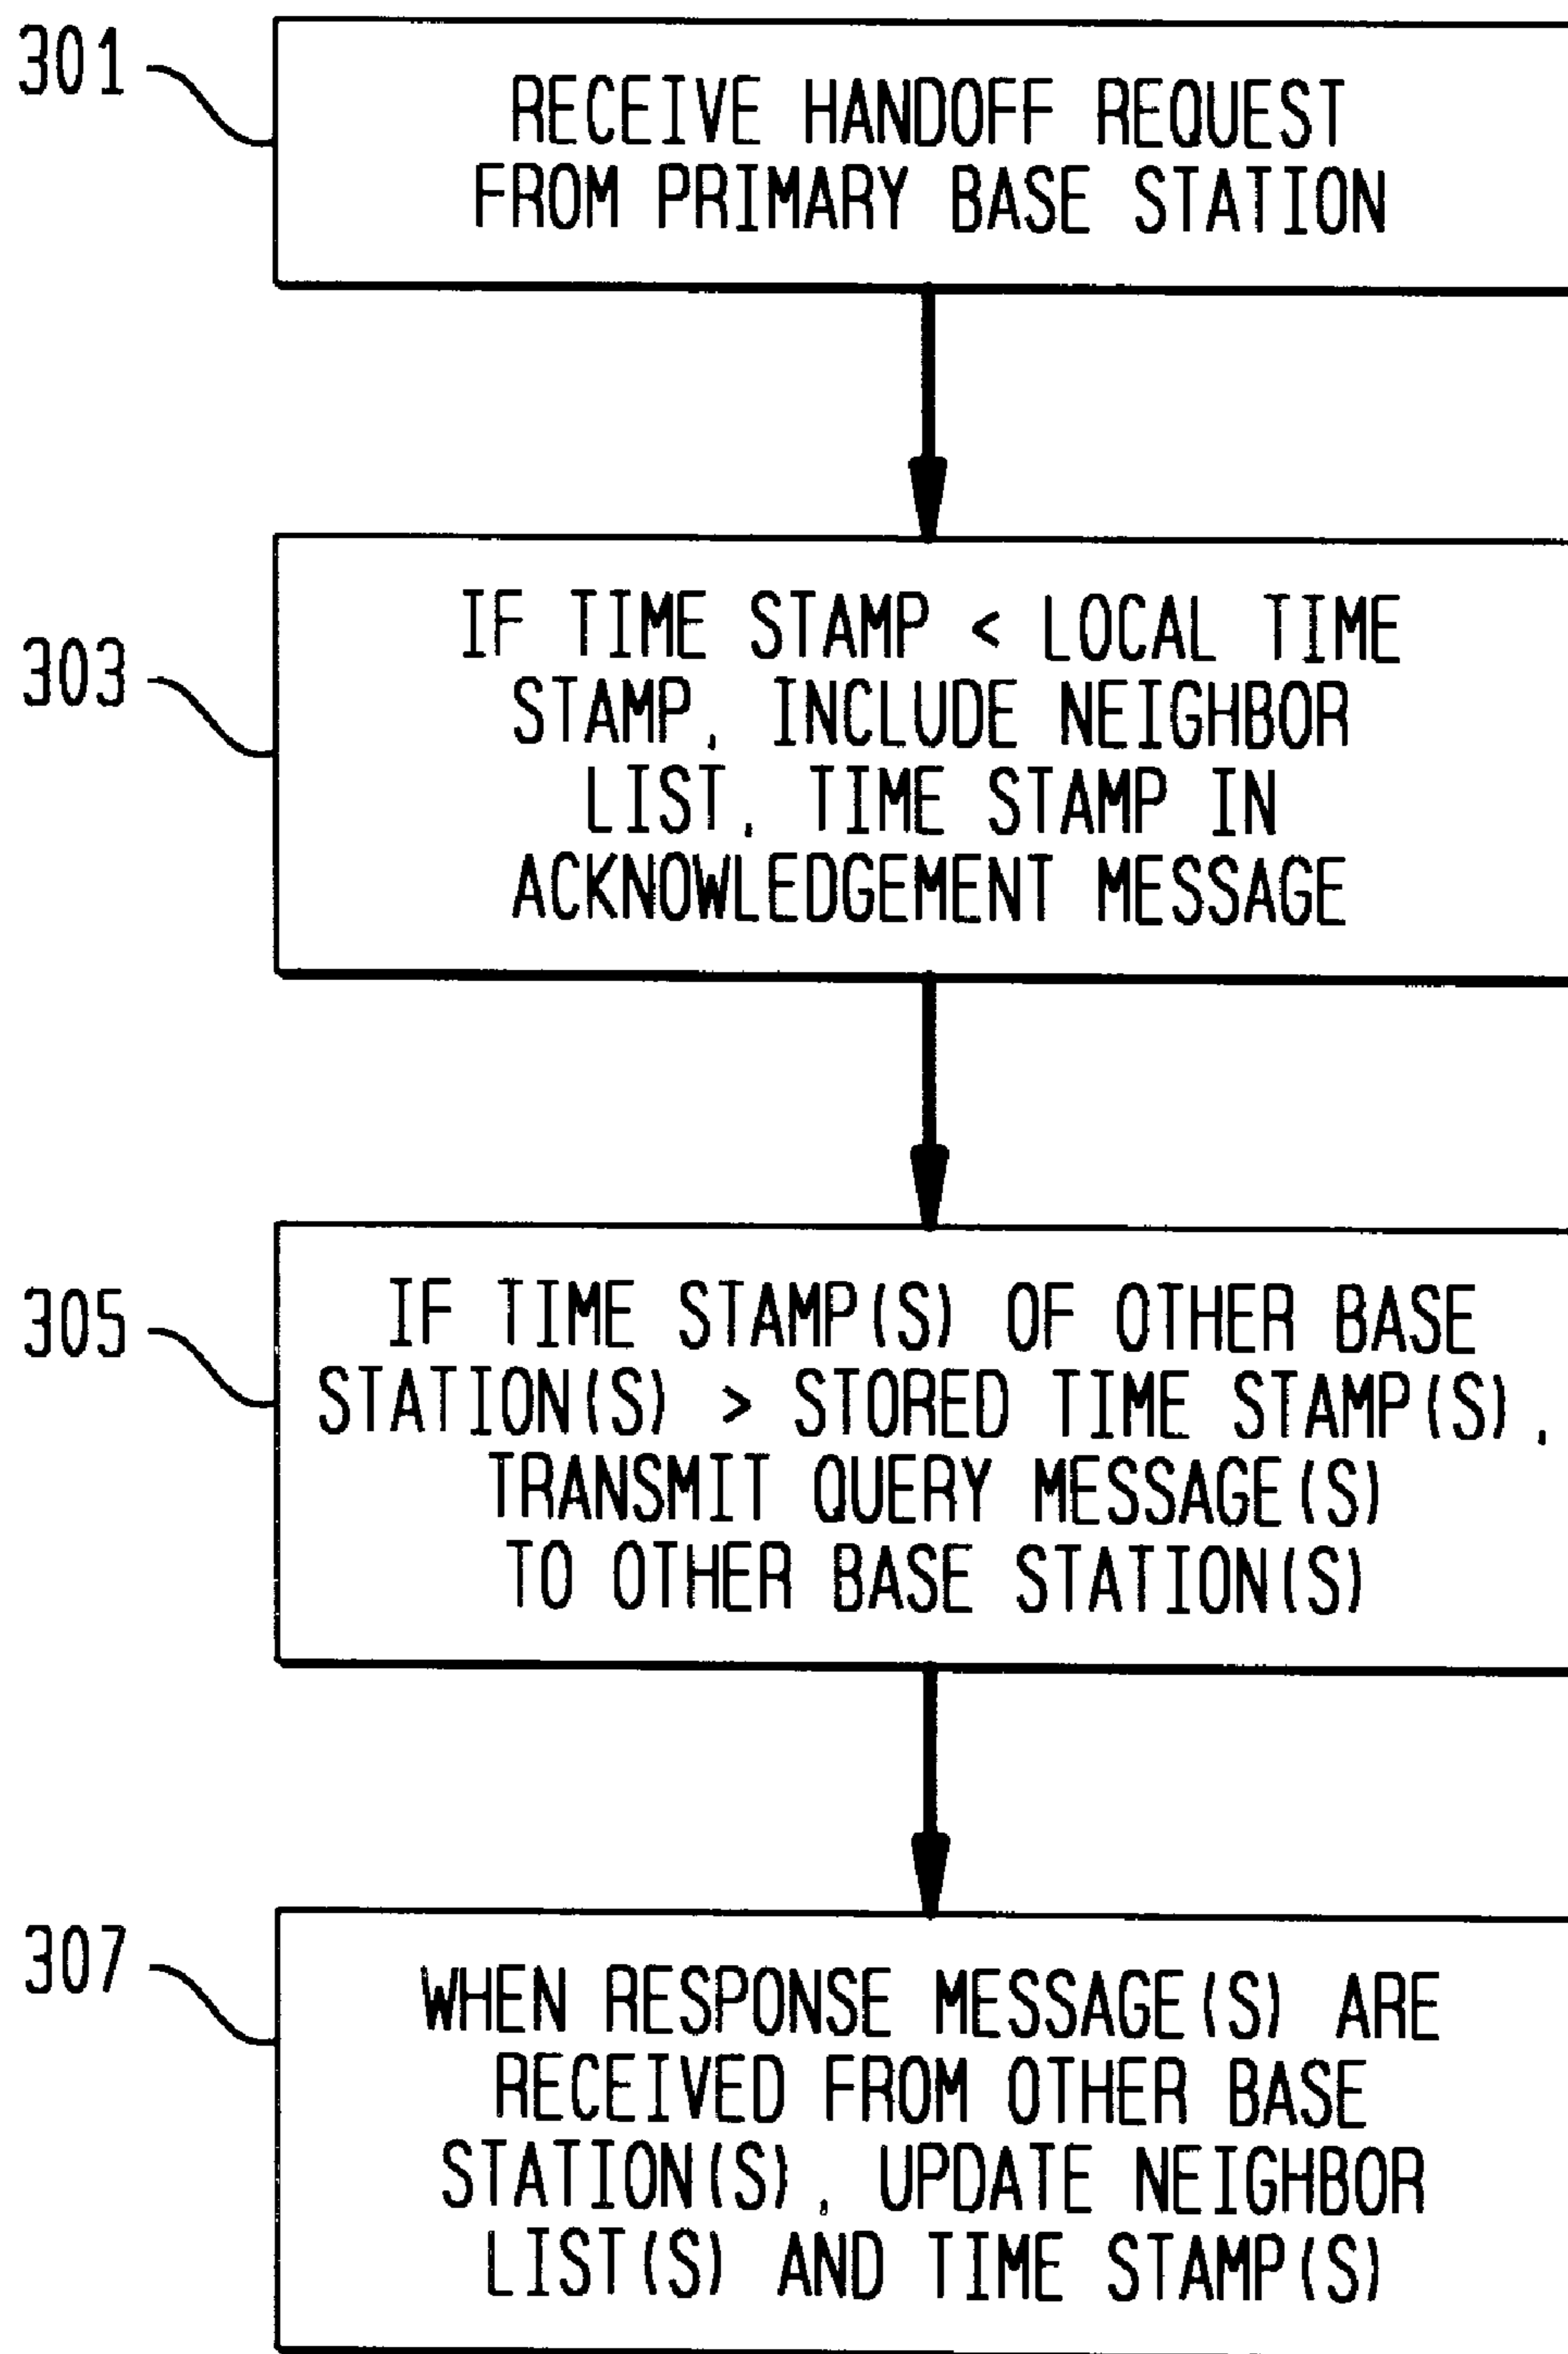 301
RECEIVE HANDOFF REQUEST
FROM PRIMARY BASE STATION
303
IF TIME STAMP < LOCAL TIME
STAMP, INCLUDE NEIGHBOR
LIST, TIME STAMP IN
ACKNOWLEDGEMENT MESSAGE
305
IF TIME STAMP(S) OF OTHER BASE
STATION(S) > STORED TIME STAMP(S),
TRANSMIT QUERY MESSAGE(S)
TO OTHER BASE STATION(S)
307
WHEN RESPONSE MESSAGE(S) ARE
RECEIVED FROM OTHER BASE
STATION(S), UPDATE NEIGHBOR
LIST(S) AND TIME STAMP(S)